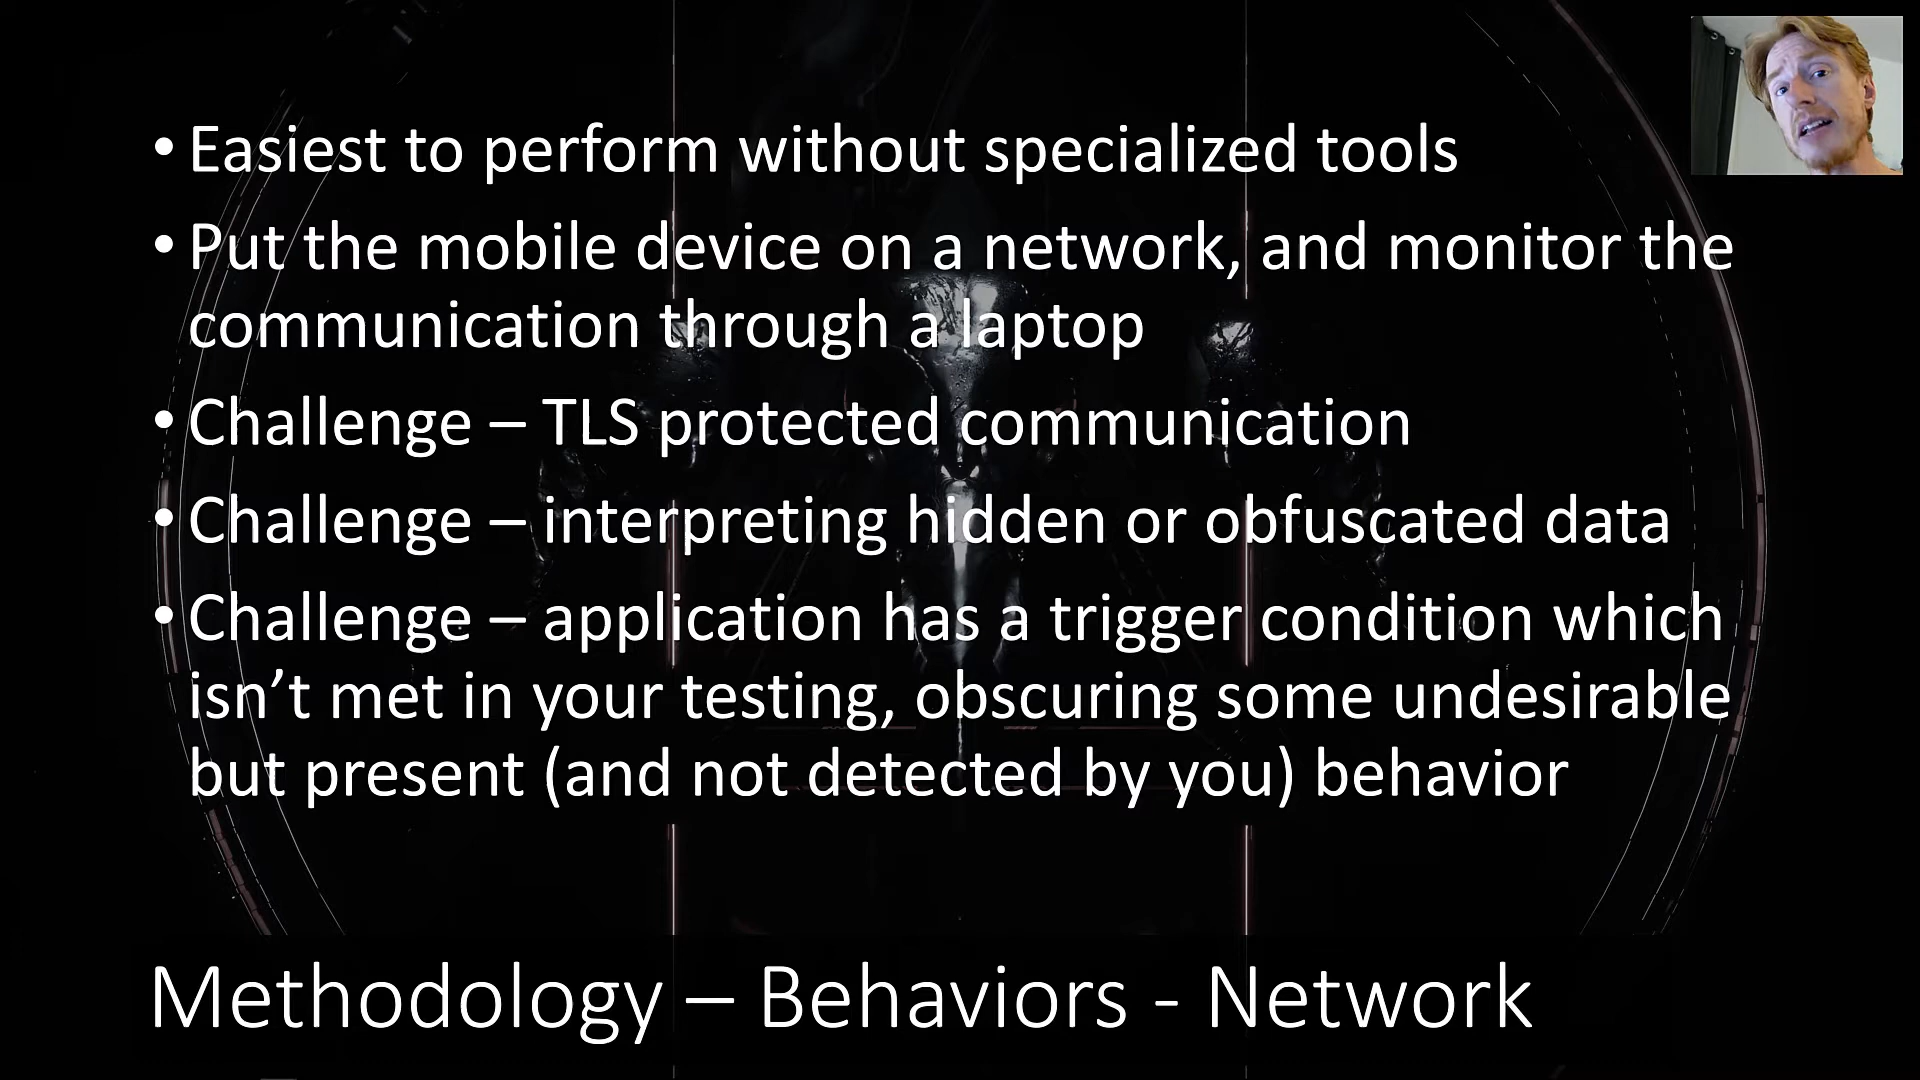 • Easiest to perform without specialized tools
• Put the mobile device on a network, and monitor the
communication through a laptop
• Challenge – TLS protected communication
• Challenge – interpreting hidden or obfuscated data
• Challenge – application has a trigger condition which
isn’t met in your testing, obscuring some undesirable
but present (and not detected by you) behavior
Methodology – Behaviors - Network